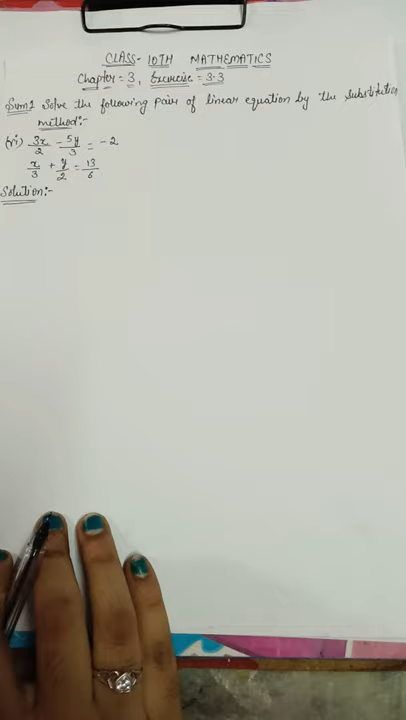 CLASS- 10TH MATHEMATICS
Chapter = 3, Exercise = 3.3
Sum1 Solve the following pair of linear equation by the substitution
method:-
(vi) 3x/2 - 5y/3 = -2
x/3 + y/2 = 13/6
Solution:-